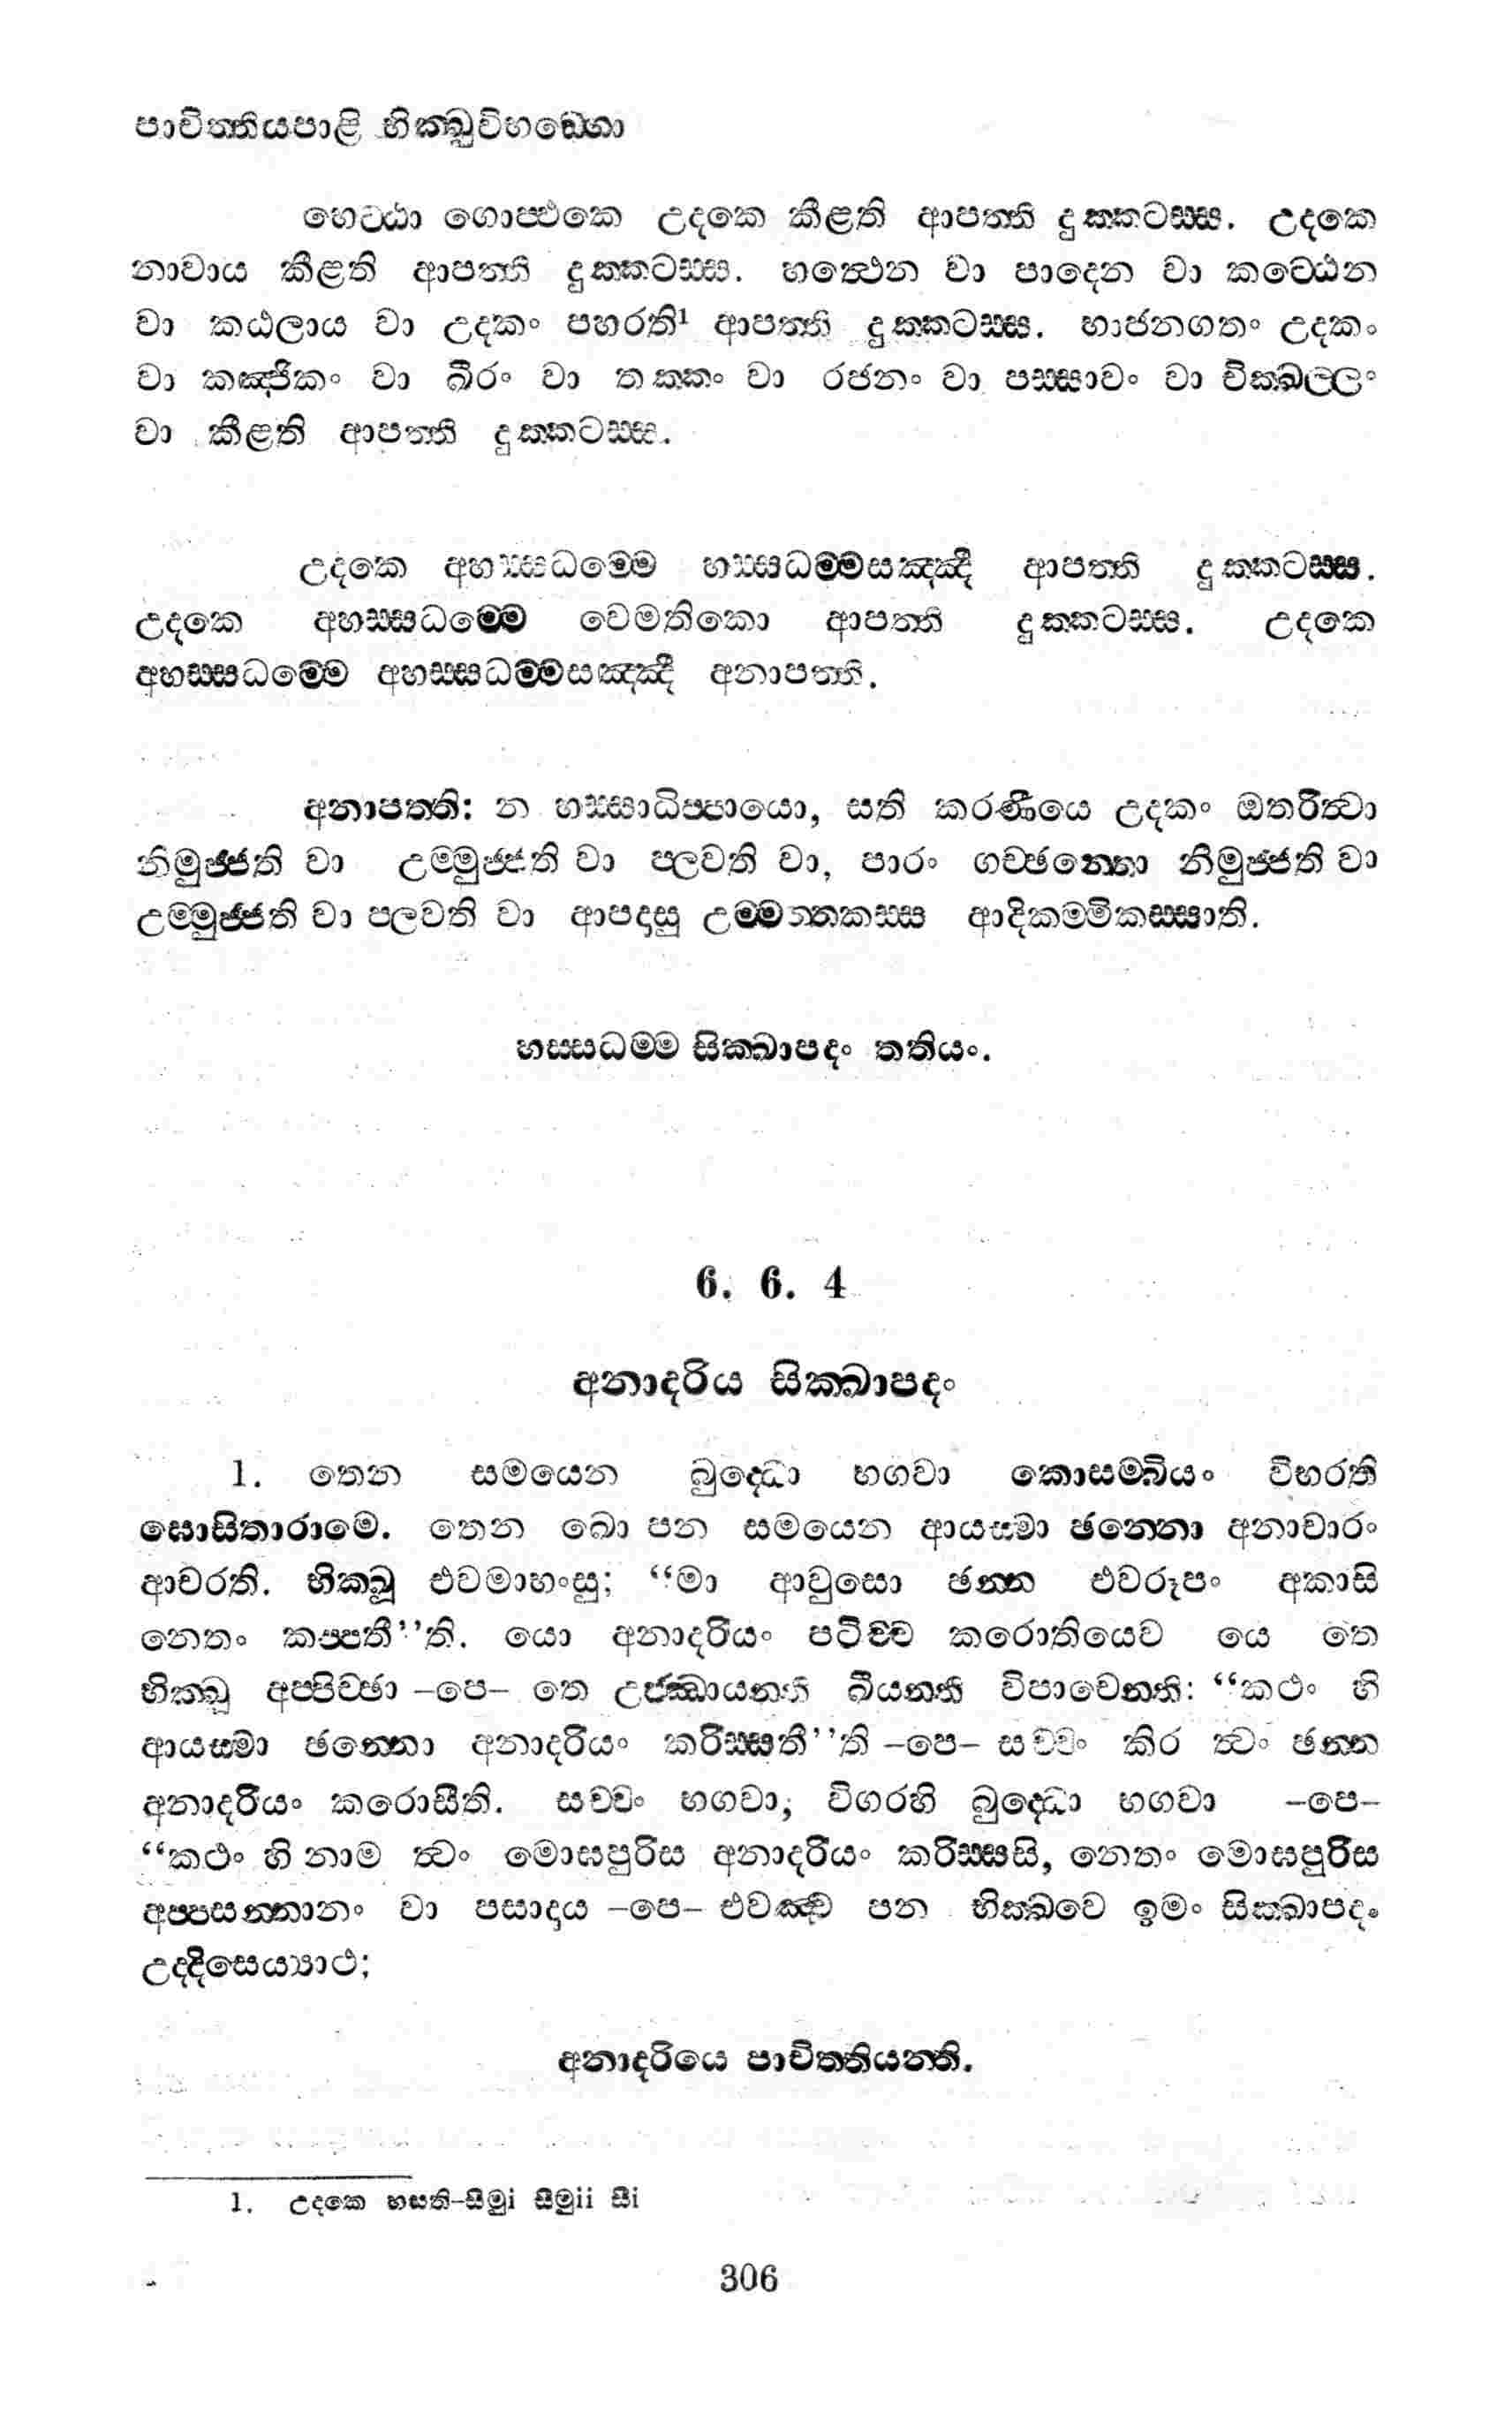 පාචිත්තියපාළි භික්ඛුවිභඞ්ගො
හෙට්ඨා ගොප්ඵකෙ උදකෙ කීළති ආපත්ති දුක්කටස්ස. උදකෙ
නාවාය කීළති ආපත්ති දුක්කටස්ස. හත්ථෙන වා පාදෙන වා කට්ඨෙන
වා කඨලාය වා උදකං පහරති¹ ආපත්ති දුක්කටස්ස. භාජනගතං උදකං
වා කඤ්ජිකං වා ඛීරං වා තක්කං වා රජනං වා පස්සාවං වා චික්ඛල්ලං
වා කීළති ආපත්ති දුක්කටස්ස.
උදකෙ අහස්සධම්මෙ හස්සධම්මසඤ්ඤී ආපත්ති දුක්කටස්ස.
උදකෙ අහස්සධම්මෙ වෙමතිකො ආපත්ති දුක්කටස්ස. උදකෙ
අහස්සධම්මෙ අහස්සධම්මසඤ්ඤී අනාපත්ති.
අනාපත්ති: න හස්සාධිප්පායො, සති කරණීයෙ උදකං ඔතරිත්වා
නිමුජ්ජති වා උම්මුජ්ජති වා පලවති වා, පාරං ගච්ඡන්තො නිමුජ්ජති වා
උම්මුජ්ජති වා පලවති වා ආපදාසු උම්මත්තකස්ස ආදිකම්මිකස්සාති.
හස්සධම්ම සික්ඛාපදං තතියං.
6. 6. 4
අනාදරිය සික්ඛාපදං
1. තෙන සමයෙන බුද්ධො භගවා කොසම්බියං විහරති
ඝොසිතාරාමෙ. තෙන ඛො පන සමයෙන ආයස්මා ඡන්නො අනාචාරං
ආචරති. භික්ඛූ එවමාහංසු; “මා ආවුසො ඡන්න එවරූපං අකාසි
නෙතං කප්පතී”ති. යො අනාදරියං පටිච්ච කරොතියෙව යෙ තෙ
භික්ඛූ අප්පිච්ඡා –පෙ– තෙ උජ්ඣායන්ති ඛීයන්ති විපාචෙන්ති: “කථං හි
ආයස්මා ඡන්නො අනාදරියං කරිස්සතී”ති –පෙ– සච්චං කිර ත්වං ඡන්න
අනාදරියං කරොසීති. සච්චං භගවා, විගරහි බුද්ධො භගවා –පෙ–
“කථං හි නාම ත්වං මොඝපුරිස අනාදරියං කරිස්සසි, නෙතං මොඝපුරිස
අප්පසන්නානං වා පසාදාය –පෙ– එවඤ්ච පන භික්ඛවෙ ඉමං සික්ඛාපදං
උද්දිසෙය්‍යාථ;
අනාදරියෙ පාචිත්තියන්ති.
1. උදකෙ හසති-සීමුi සීමුii සීi
306